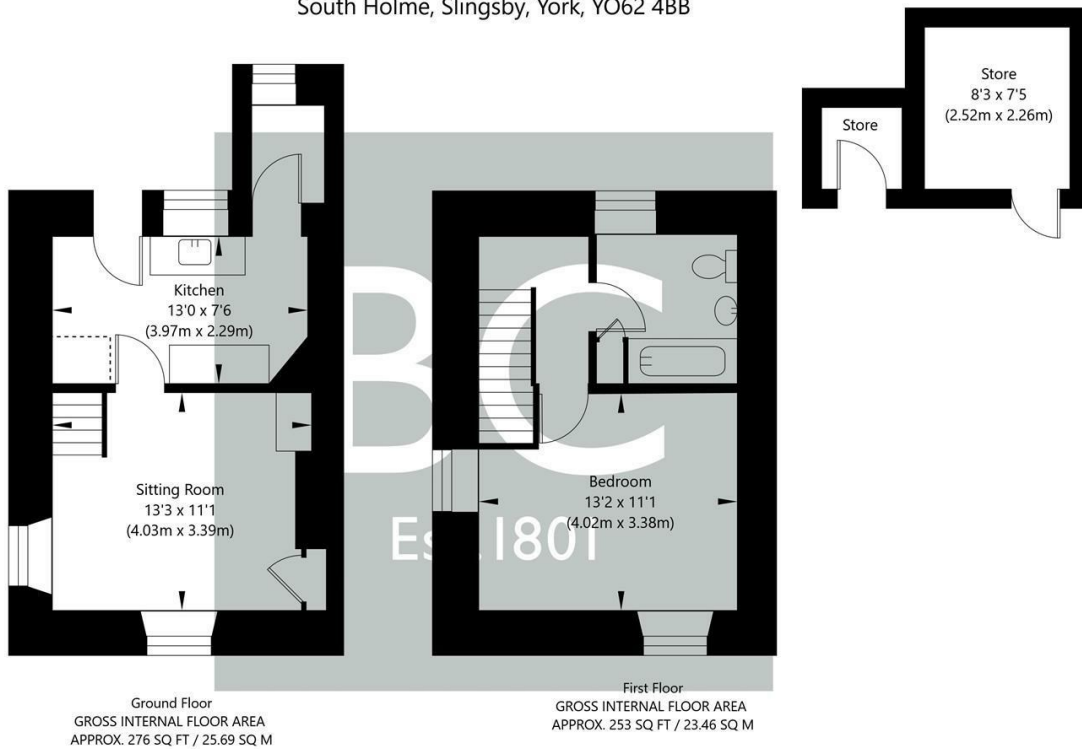 South Holme, Slingsby, York, YO62 4BB
Store
8'3 x 7'5
(2.52m x 2.26m)
Store
Kitchen
13'0 x 7'6
(3.97m x 2.29m)
BC
Est. 1801
Sitting Room
13'3 x 11'1
(4.03m x 3.39m)
Bedroom
13'2 x 11'1
(4.02m x 3.38m)
Ground Floor
GROSS INTERNAL FLOOR AREA
APPROX. 276 SQ FT / 25.69 SQ M
First Floor
GROSS INTERNAL FLOOR AREA
APPROX. 253 SQ FT / 23.46 SQ M